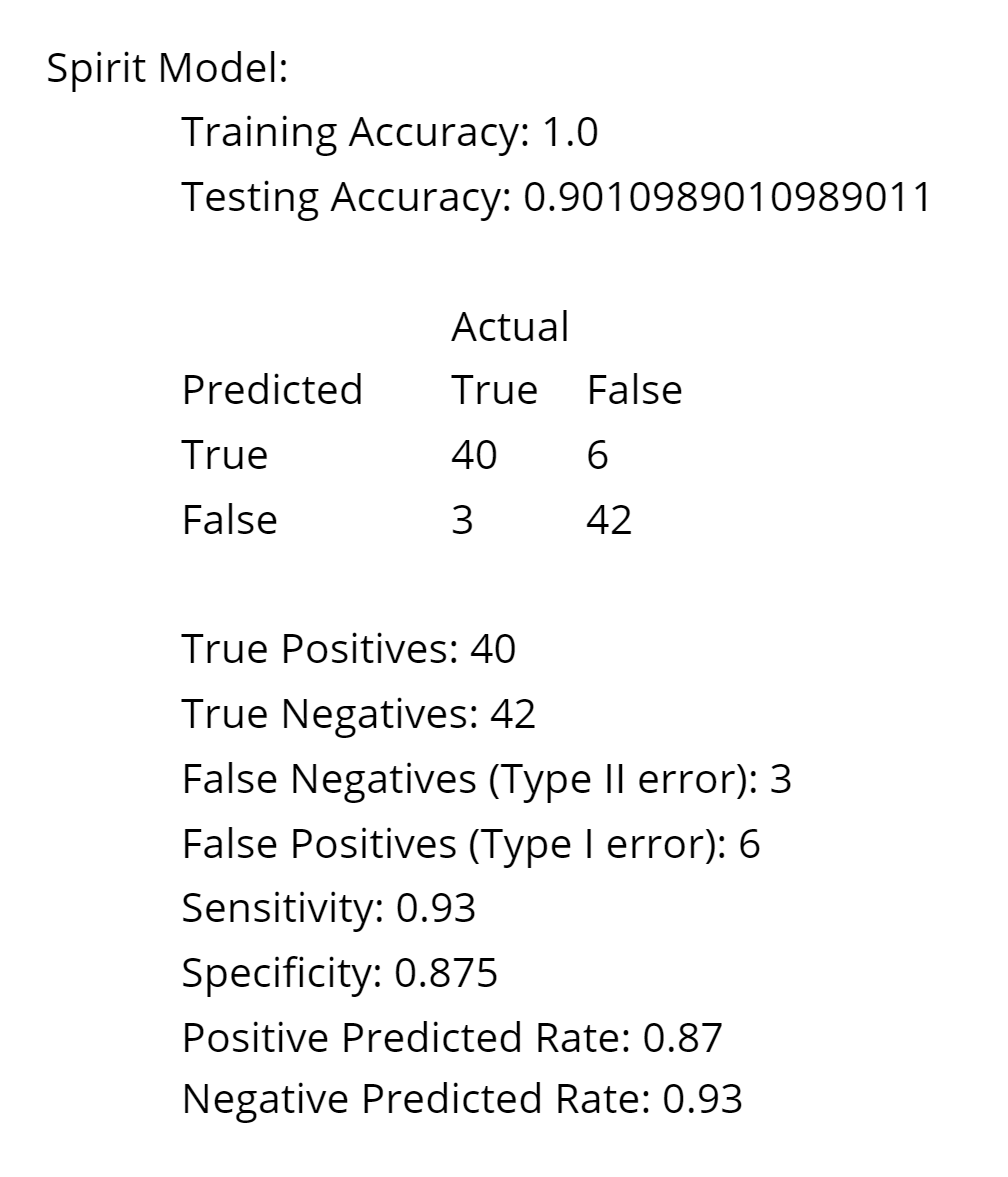 Spirit Model:
Training Accuracy: 1.0
Testing Accuracy: 0.9010989010989011
Actual
Predicted True False
True 40 6
False 3 42
True Positives: 40
True Negatives: 42
False Negatives (Type II error): 3
False Positives (Type I error): 6
Sensitivity: 0.93
Specificity: 0.875
Positive Predicted Rate: 0.87
Negative Predicted Rate: 0.93